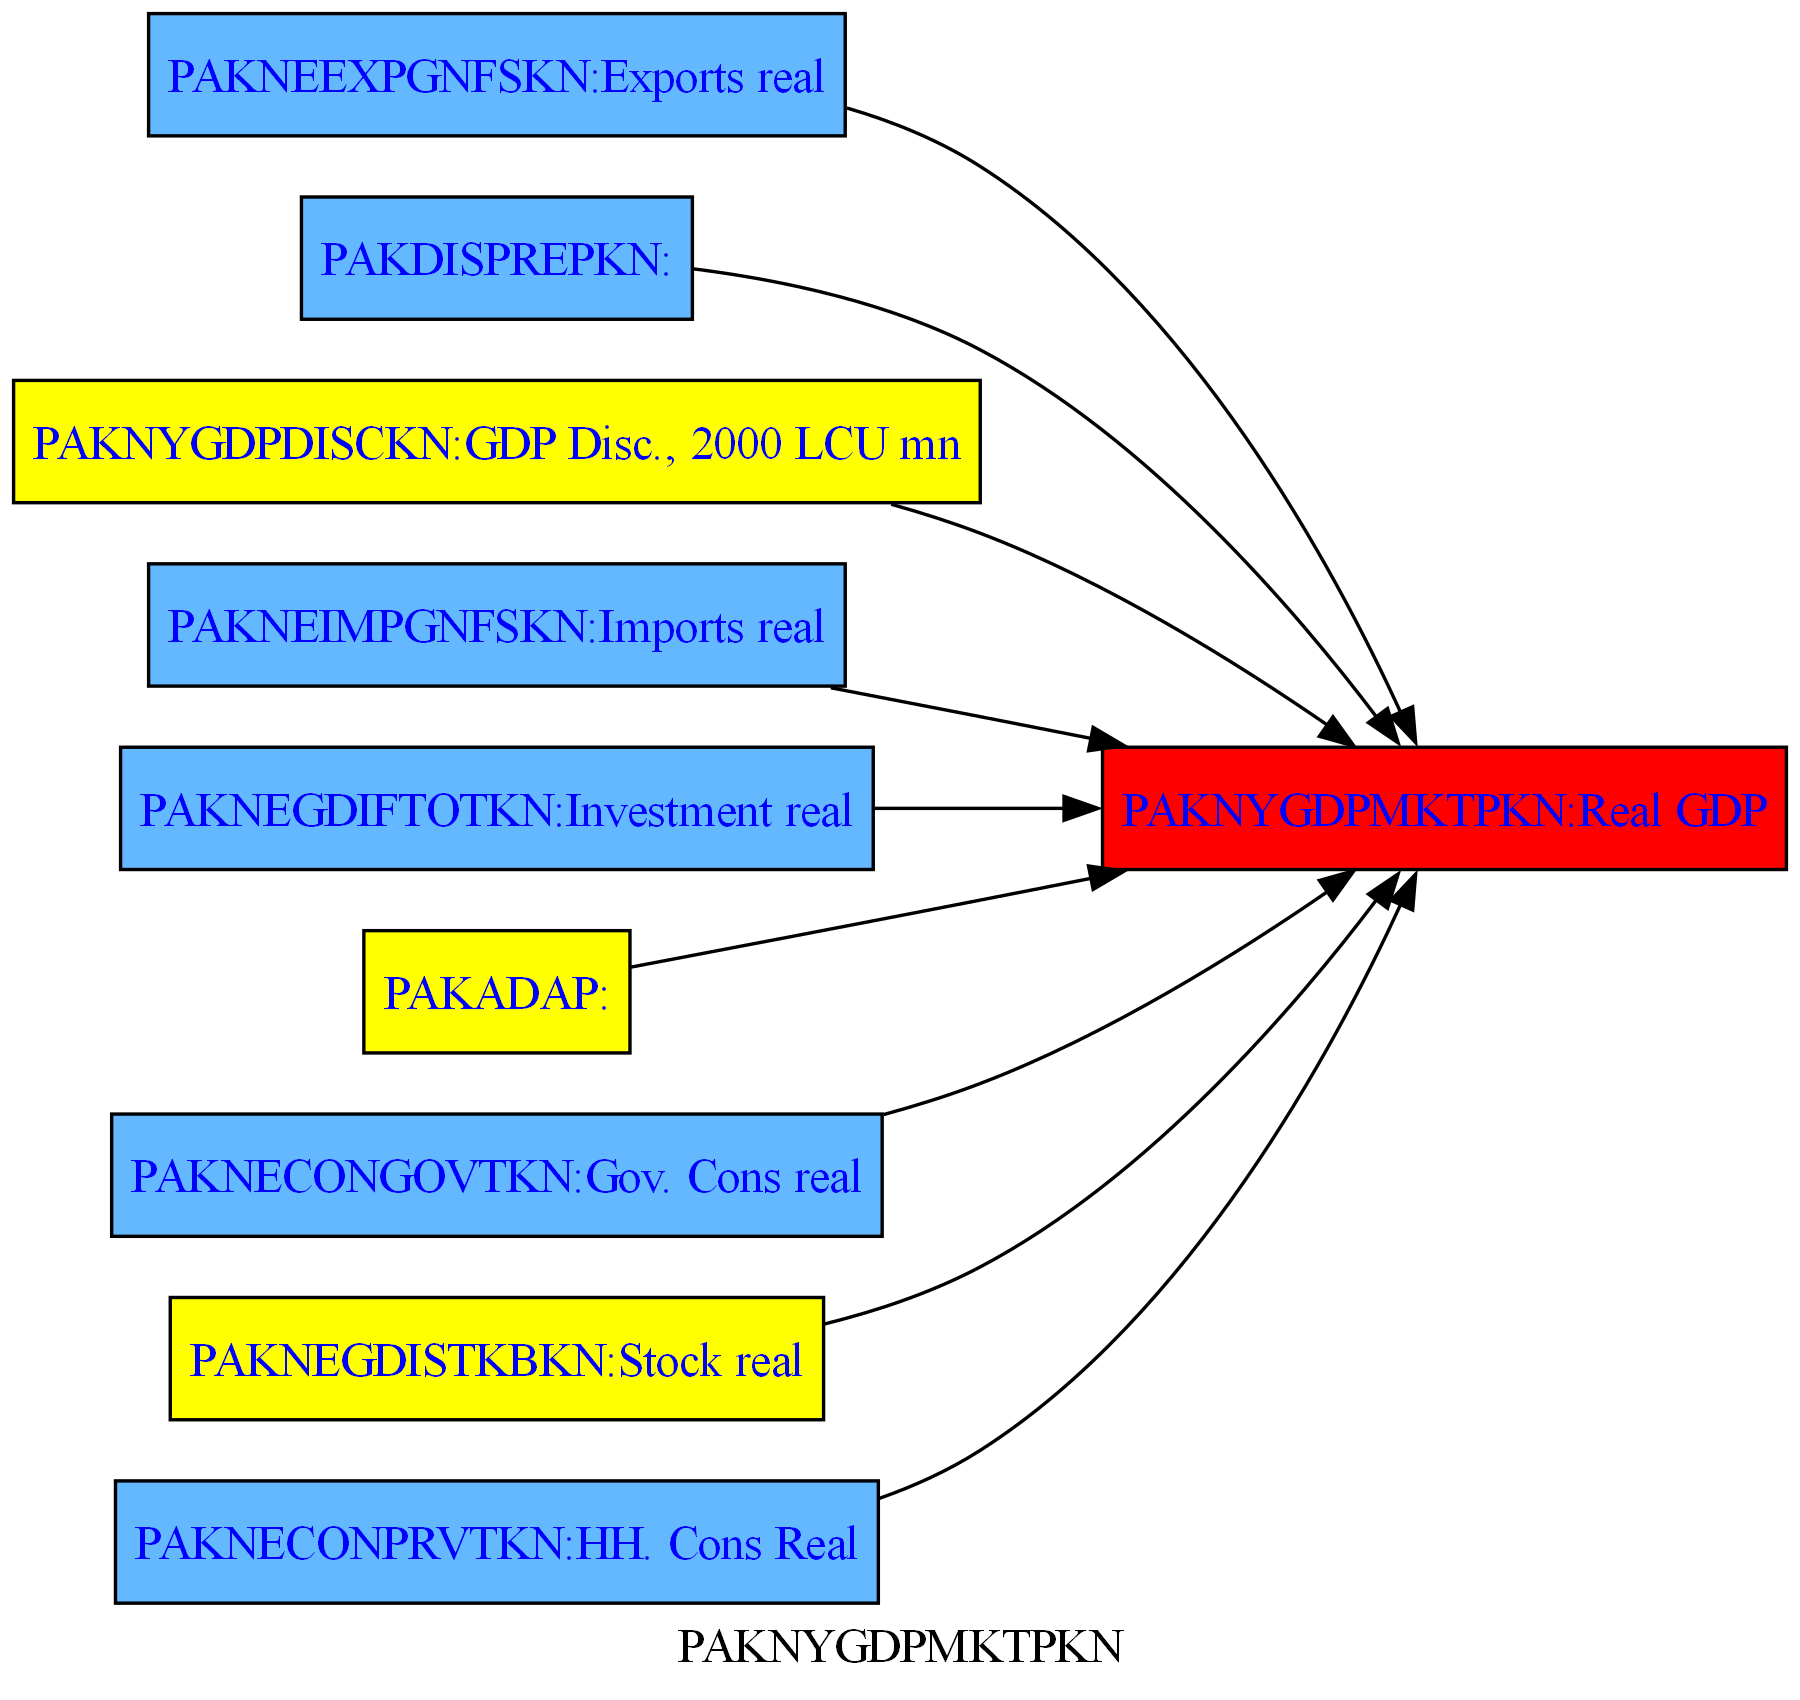 PAKNEEXPGNFSKN:Exports real
PAKDISPREPKN:
PAKNYGDPDISCKN:GDP Disc., 2000 LCU mn
PAKNEIMPGNFSKN:Imports real
PAKNEGDIFTOTKN:Investment real
PAKNYGDPMKTPKN:Real GDP
PAKADAP:
PAKNECONGOVTKN:Gov. Cons real
PAKNEGDISTKBKN:Stock real
PAKNECONPRVTKN:HH. Cons Real
PAKNYGDPMKTPKN